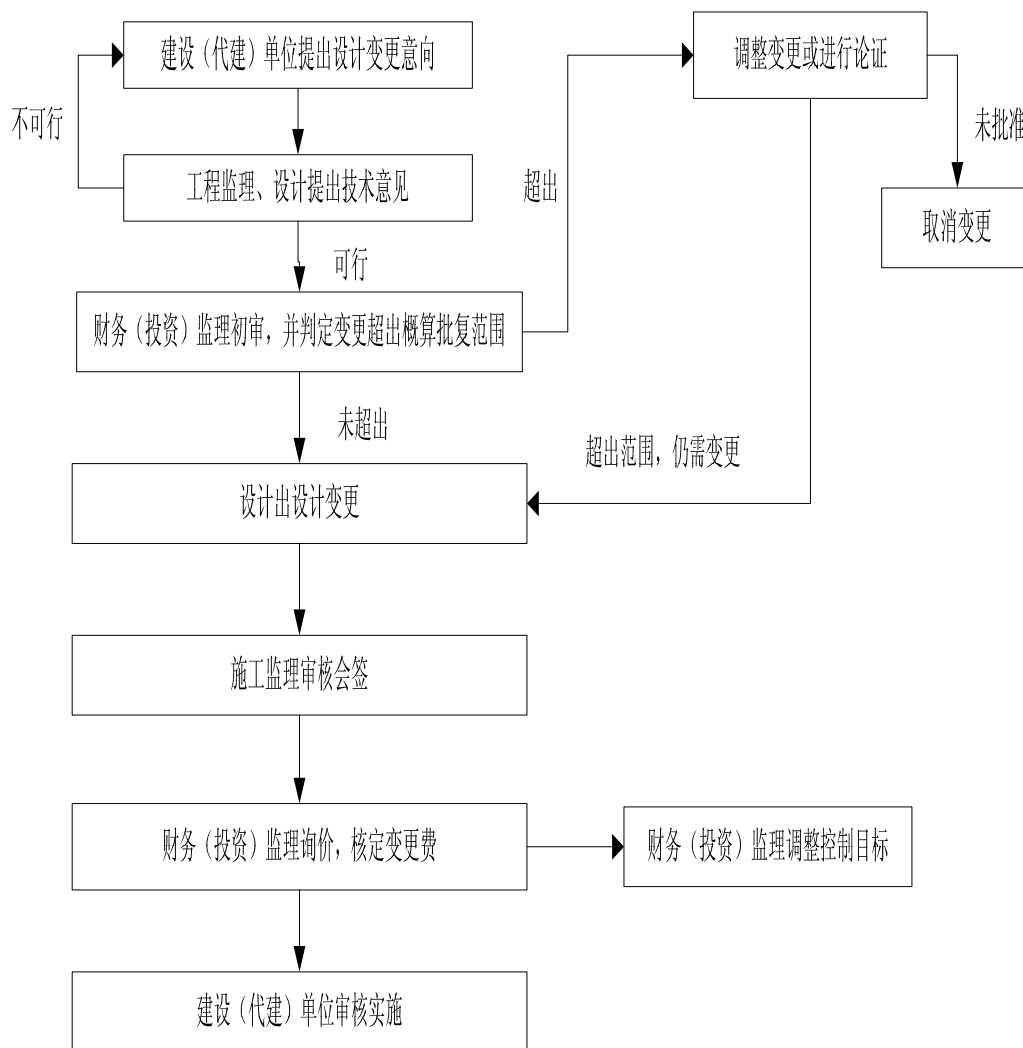 建设（代建）单位提出设计变更意向
调整变更或进行论证
不可行
未批准
工程监理、设计提出技术意见
超出
取消变更
可行
财务（投资）监理初审，并判定变更超出概算批复范围
未超出
超出范围，仍需变更
设计出设计变更
施工监理审核会签
财务（投资）监理询价，核定变更费
财务（投资）监理调整控制目标
建设（代建）单位审核实施